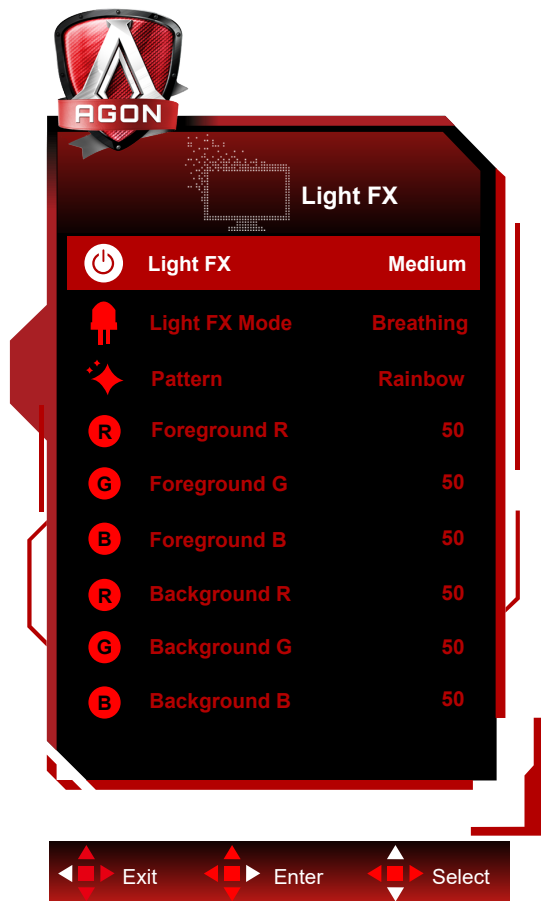 AGON
Light FX
Light FX Medium
Light FX Mode Breathing
Pattern Rainbow
R Foreground R 50
G Foreground G 50
B Foreground B 50
R Background R 50
G Background G 50
B Background B 50
Exit Enter Select